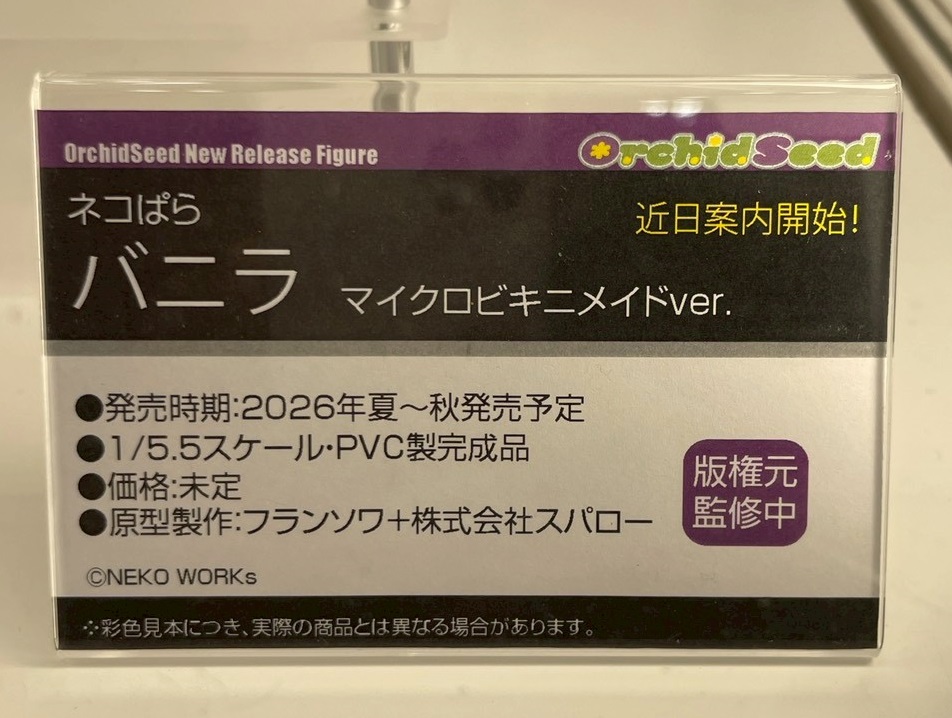 OrchidSeed New Release Figure
OrchidSeed
ネコぱら
近日案内開始!
バニラ マイクロビキニメイドver.
●発売時期:2026年夏～秋発売予定
●1/5.5スケール・PVC製完成品
●価格:未定
●原型製作:フランソワ+株式会社スパロー
版権元
監修中
©NEKO WORKs
※彩色見本につき、実際の商品とは異なる場合があります。